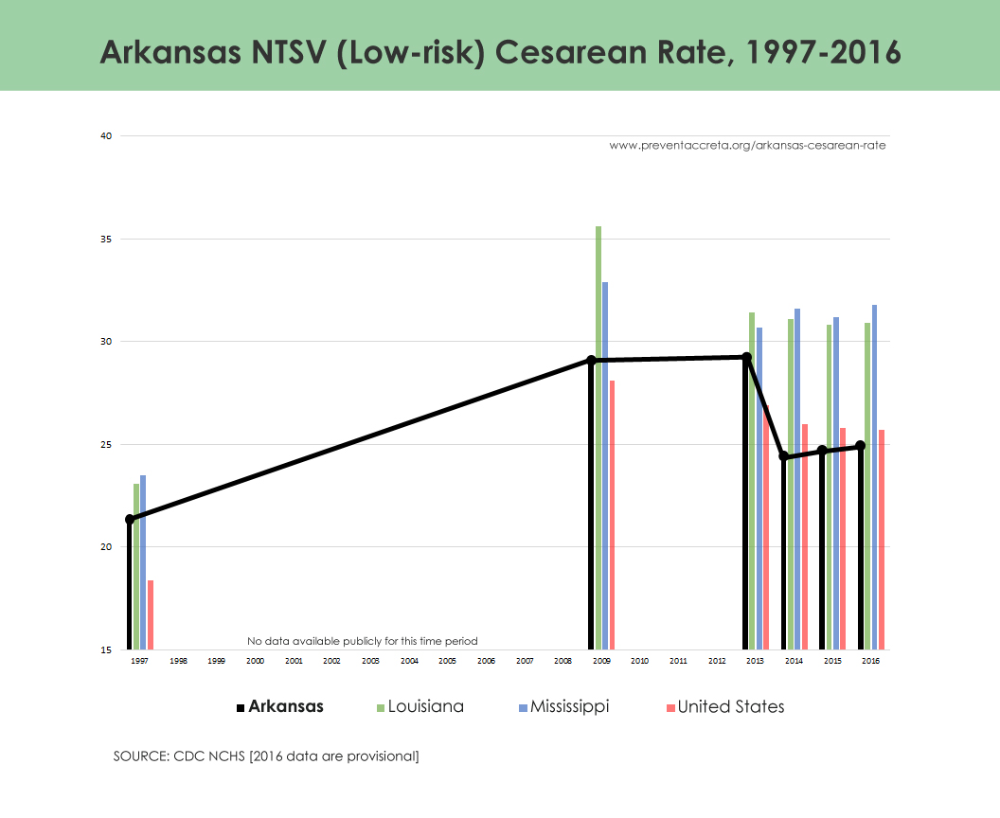 Arkansas NTSV (Low-risk) Cesarean Rate, 1997-2016
40
www.preventaccreta.org/arkansas-cesarean-rate
35
30
25
20
No data available publicly for this time period
15
1997 1998 1999 2000 2001 2002 2003 2004 2005 2006 2007 2008 2009 2010 2011 2012 2013 2014 2015 2016
Arkansas Louisiana Mississippi United States
SOURCE: CDC NCHS [2016 data are provisional]